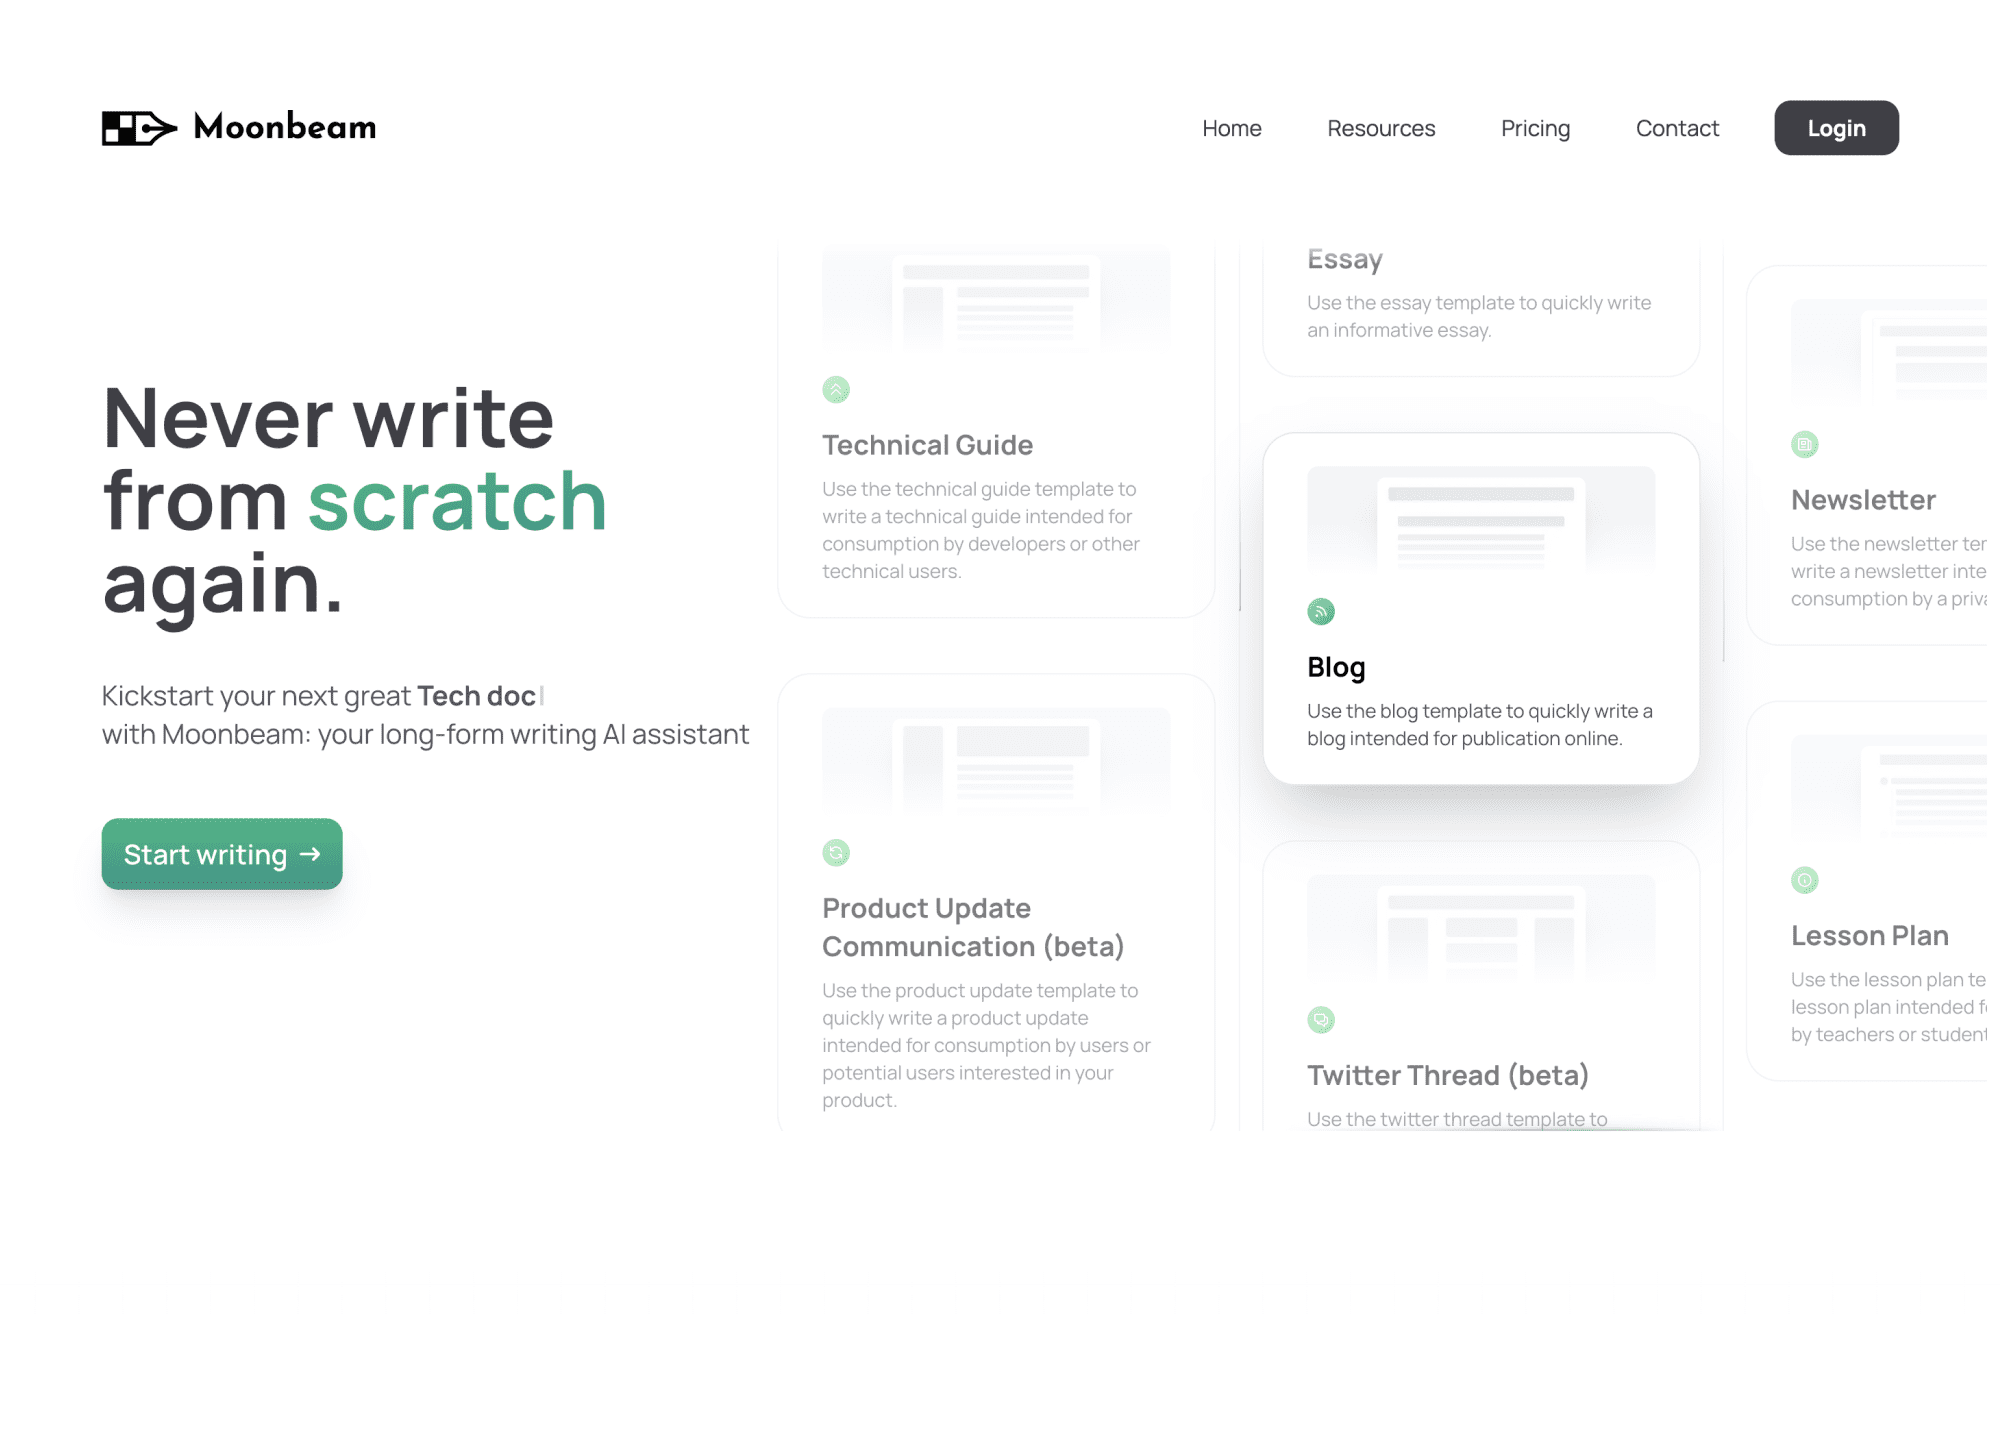 Moonbeam
Home
Resources
Pricing
Contact
Login
Never write
from scratch
again.
Kickstart your next great Tech doc
with Moonbeam: your long-form writing AI assistant
Start writing →
Technical Guide
Use the technical guide template to
write a technical guide intended for
consumption by developers or other
technical users.
Product Update
Communication (beta)
Use the product update template to
quickly write a product update
intended for consumption by users or
potential users interested in your
product.
Essay
Use the essay template to quickly write
an informative essay.
Blog
Use the blog template to quickly write a
blog intended for publication online.
Twitter Thread (beta)
Use the twitter thread template to
Newsletter
Use the newsletter
write a newsletter
consumption by a
Lesson Plan
Use the lesson plan
lesson plan intended
by teachers or